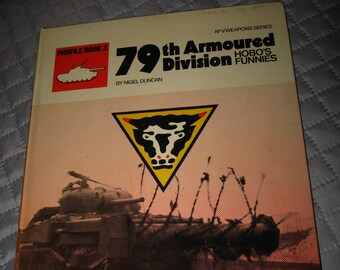 PROFILE BOOK 3
AFV/WEAPONS SERIES
79th Armoured
Division HOBO'S
FUNNIES
BY NIGEL DUNCAN